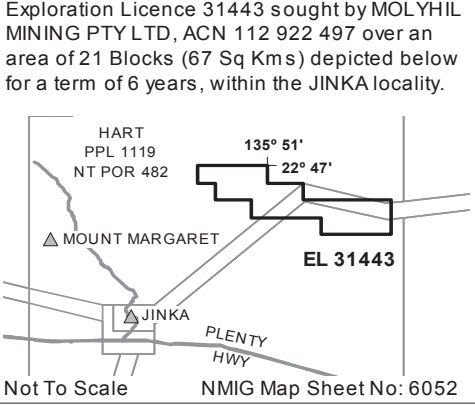 Exploration Licence 31443 sought by MOLYHIL
MINING PTY LTD, ACN 112 922 497 over an
area of 21 Blocks (67 Sq Kms) depicted below
for a term of 6 years, within the JINKA locality.
HART
PPL 1119
NT POR 482
135º 51'
22º 47'
MOUNT MARGARET
EL 31443
JINKA
PLENTY
HWY
Not To Scale
NMIG Map Sheet No: 6052